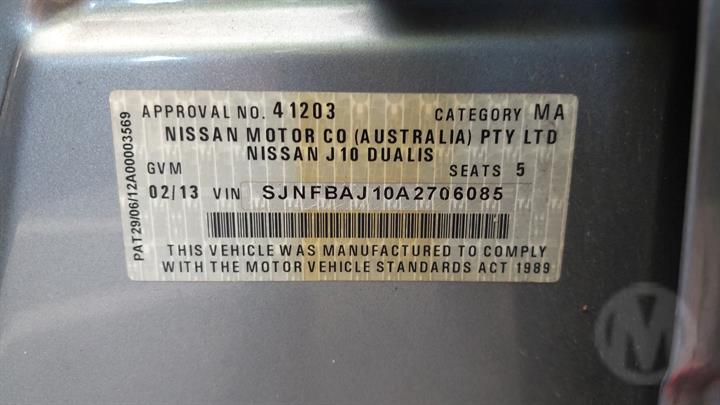 APPROVAL NO. 41203 CATEGORY MA
NISSAN MOTOR CO (AUSTRALIA) PTY LTD
NISSAN J10 DUALIS
GVM SEATS 5
02/13 VIN SJNFBAJ10A2706085
THIS VEHICLE WAS MANUFACTURED TO COMPLY
WITH THE MOTOR VEHICLE STANDARDS ACT 1989
PAT29/06/12A00003569
M